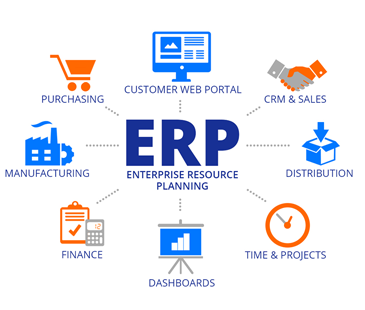 CUSTOMER WEB PORTAL
PURCHASING
CRM & SALES
ERP
ENTERPRISE RESOURCE
PLANNING
MANUFACTURING
DISTRIBUTION
FINANCE
TIME & PROJECTS
DASHBOARDS